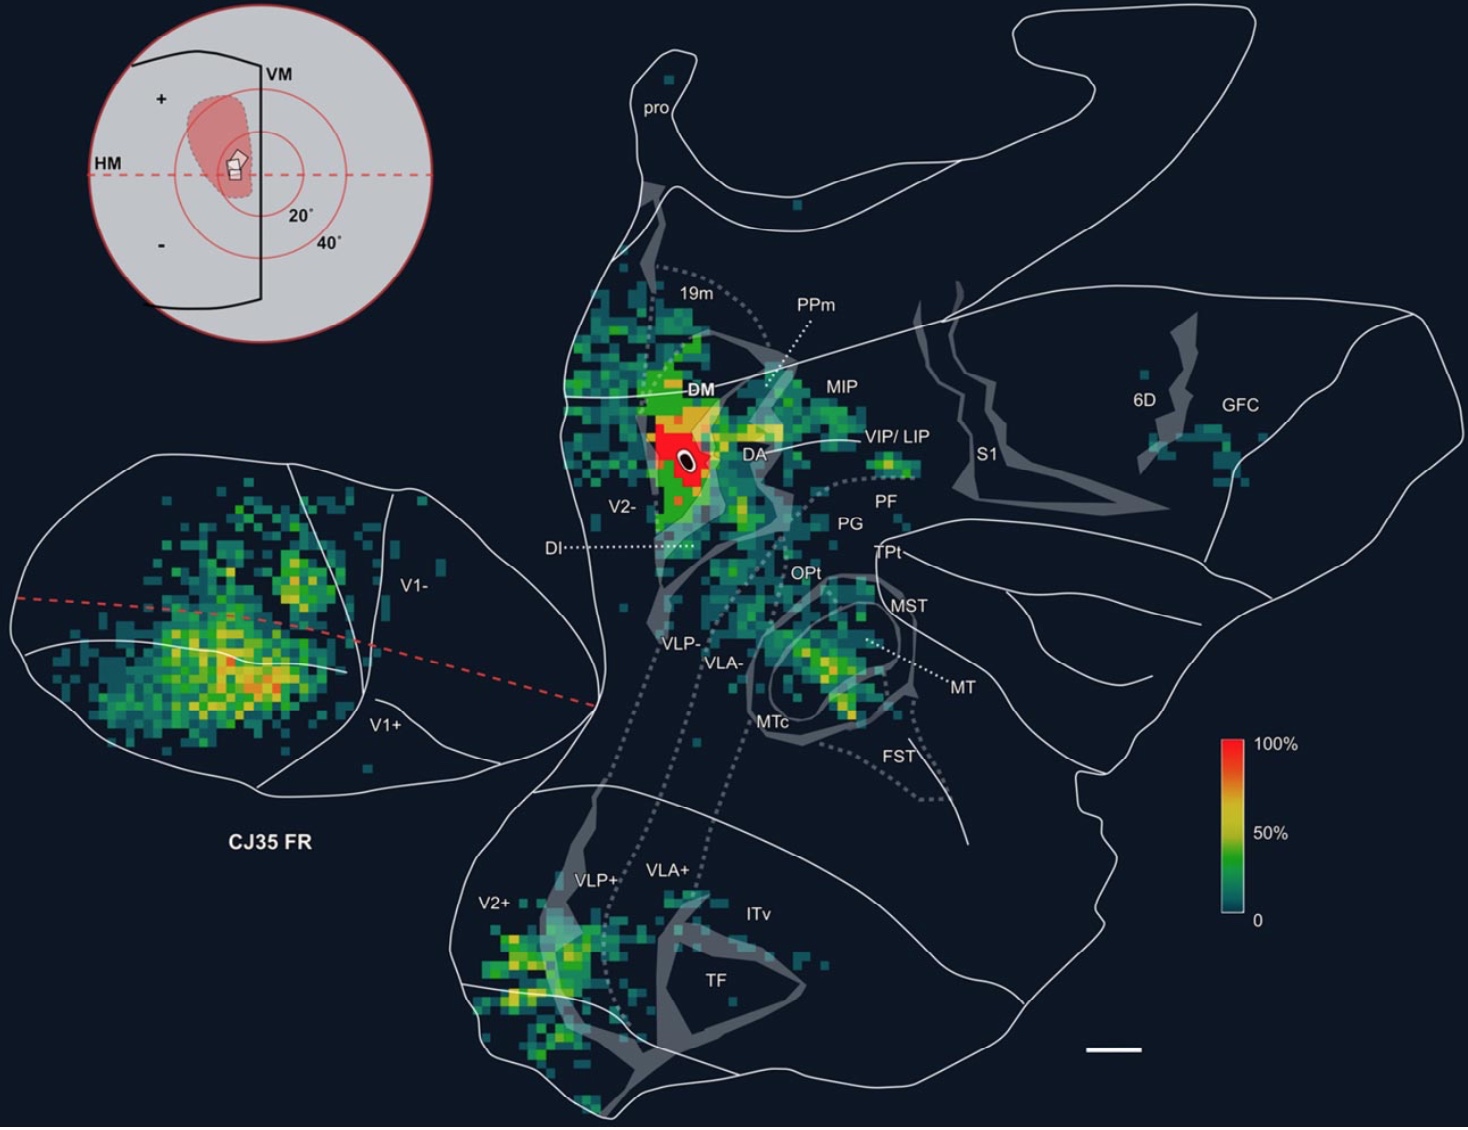 VM
+
HM
20°
-
40°
pro
19m
PPm
DM
MIP
6D
GFC
VIP/ LIP
DA
S1
V2-
PF
PG
DI
TPt
OPt
V1-
MST
VLP-
VLA-
MT
V1+
MTc
FST
100%
50%
0
CJ35 FR
VLA+
VLP+
V2+
ITv
TF